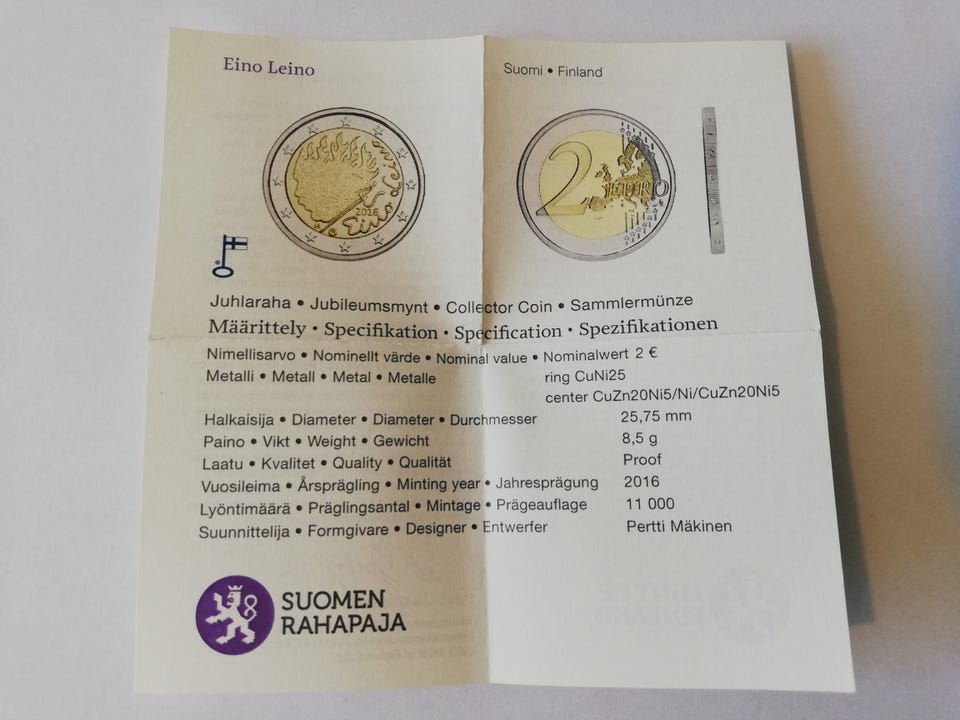 Eino Leino
Suomi • Finland
Eino Leino
2016
2 EURO
Juhlaraha • Jubileumsmynt • Collector Coin • Sammlermünze
Määrittely • Specifikation • Specification • Spezifikationen
Nimellisarvo • Nominellt värde • Nominal value • Nominalwert 2 €
Metalli • Metall • Metal • Metalle ring CuNi25
center CuZn20Ni5/Ni/CuZn20Ni5
Halkaisija • Diameter • Diameter • Durchmesser 25,75 mm
Paino • Vikt • Weight • Gewicht 8,5 g
Laatu • Kvalitet • Quality • Qualität Proof
Vuosileima • Årsprägling • Minting year • Jahresprägung 2016
Lyöntimäärä • Präglingsantal • Mintage • Prägeauflage 11 000
Suunnittelija • Formgivare • Designer • Entwerfer Pertti Mäkinen
SUOMEN
RAHAPAJA